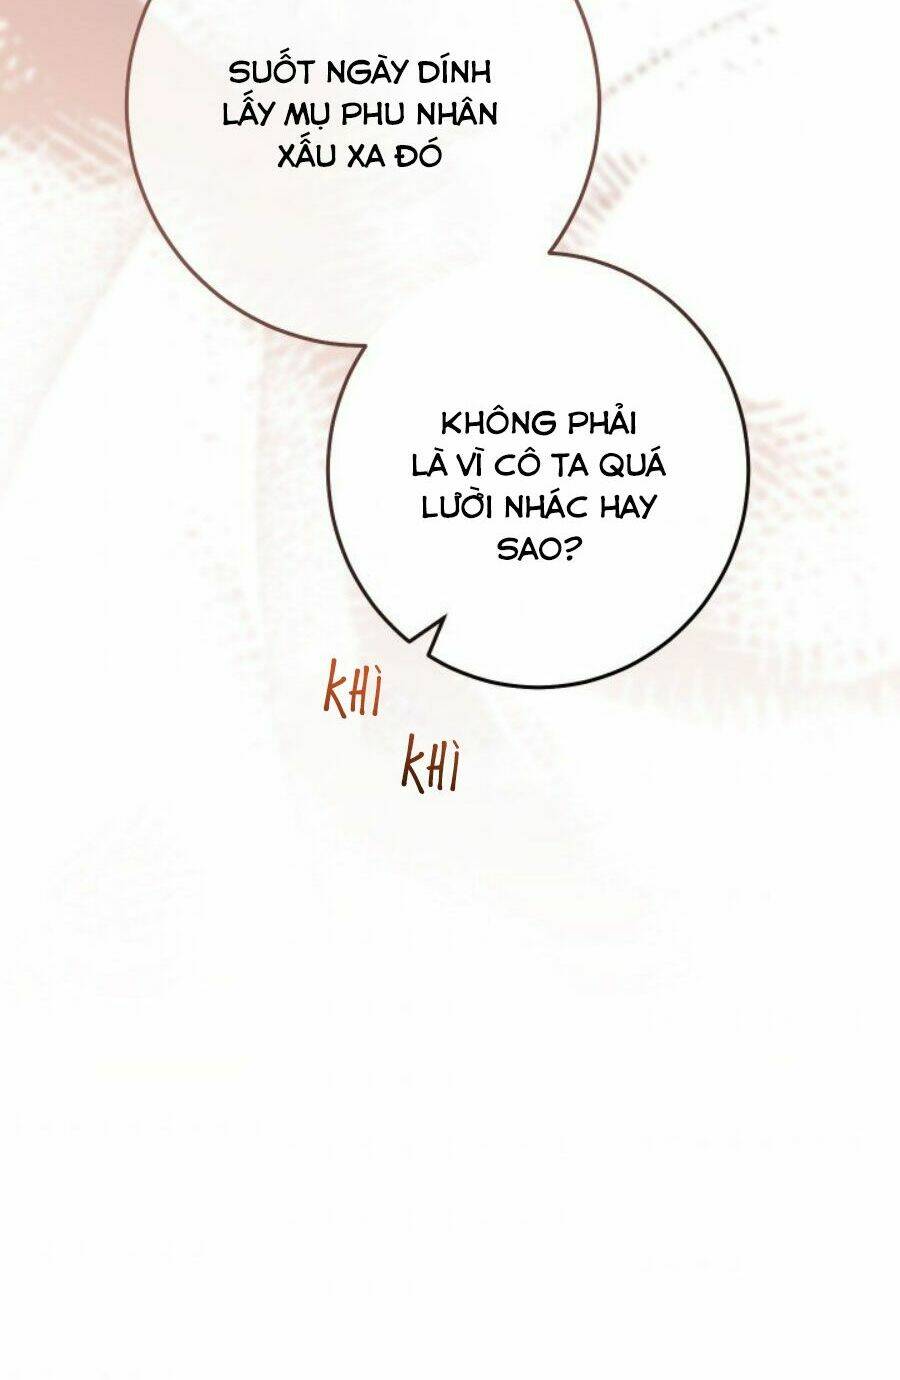 SUỐT NGÀY DÍNH
LẤY MỤ PHU NHÂN
XẤU XA ĐÓ
KHÔNG PHẢI
LÀ VÌ CÔ TA QUÁ
LƯỜI NHÁC HAY
SAO?
KHÌ
KHÌ